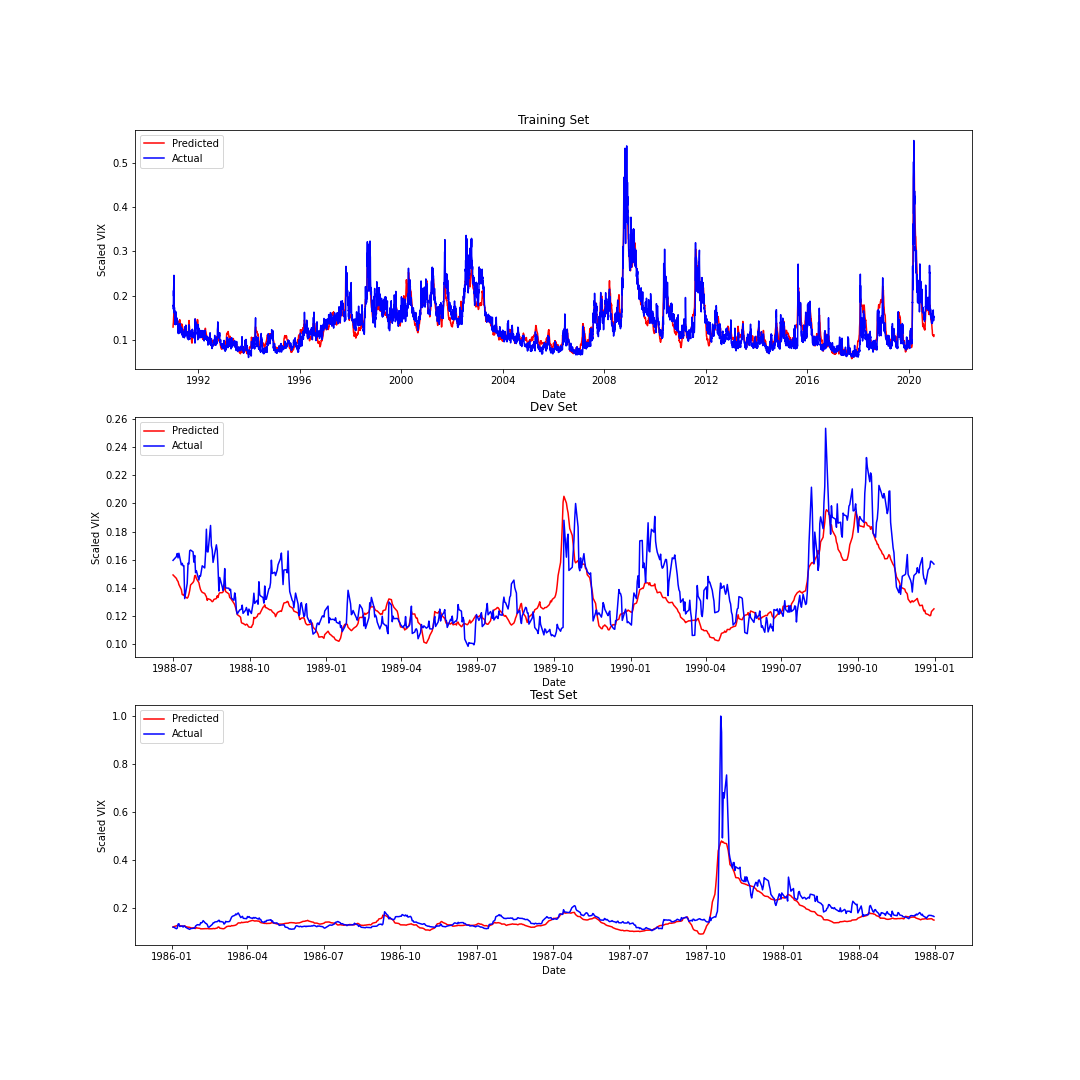 Training Set
Predicted
Actual
Scaled VIX
0.5
0.4
0.3
0.2
0.1
1992 1996 2000 2004 2008 2012 2016 2020
Date
Dev Set
Predicted
Actual
Scaled VIX
0.26
0.24
0.22
0.20
0.18
0.16
0.14
0.12
0.10
1988-07 1988-10 1989-01 1989-04 1989-07 1989-10 1990-01 1990-04 1990-07 1990-10 1991-01
Date
Test Set
Predicted
Actual
Scaled VIX
1.0
0.8
0.6
0.4
0.2
1986-01 1986-04 1986-07 1986-10 1987-01 1987-04 1987-07 1987-10 1988-01 1988-04 1988-07
Date